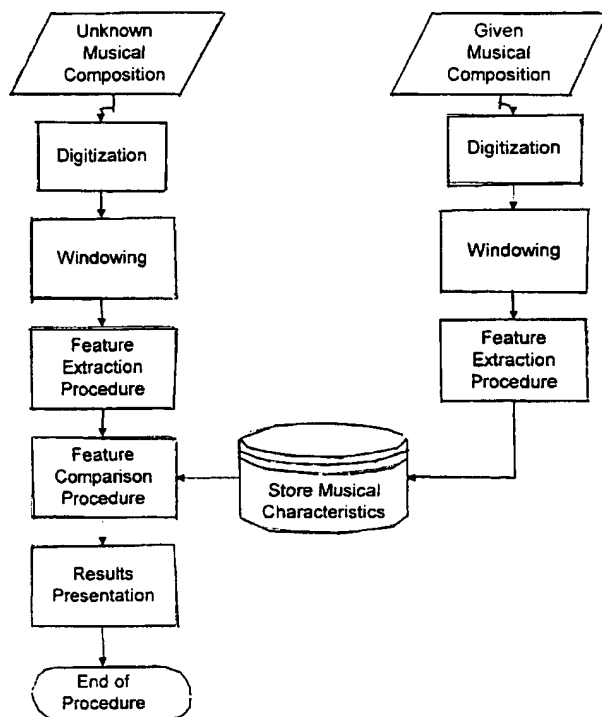 Unknown
Musical
Composition
Digitization
Windowing
Feature
Extraction
Procedure
Feature
Comparison
Procedure
Results
Presentation
End of
Procedure
Given
Musical
Composition
Digitization
Windowing
Feature
Extraction
Procedure
Store Musical
Characteristics